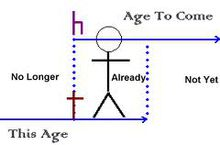 Age To Come
No Longer
Already
Not Yet
This Age